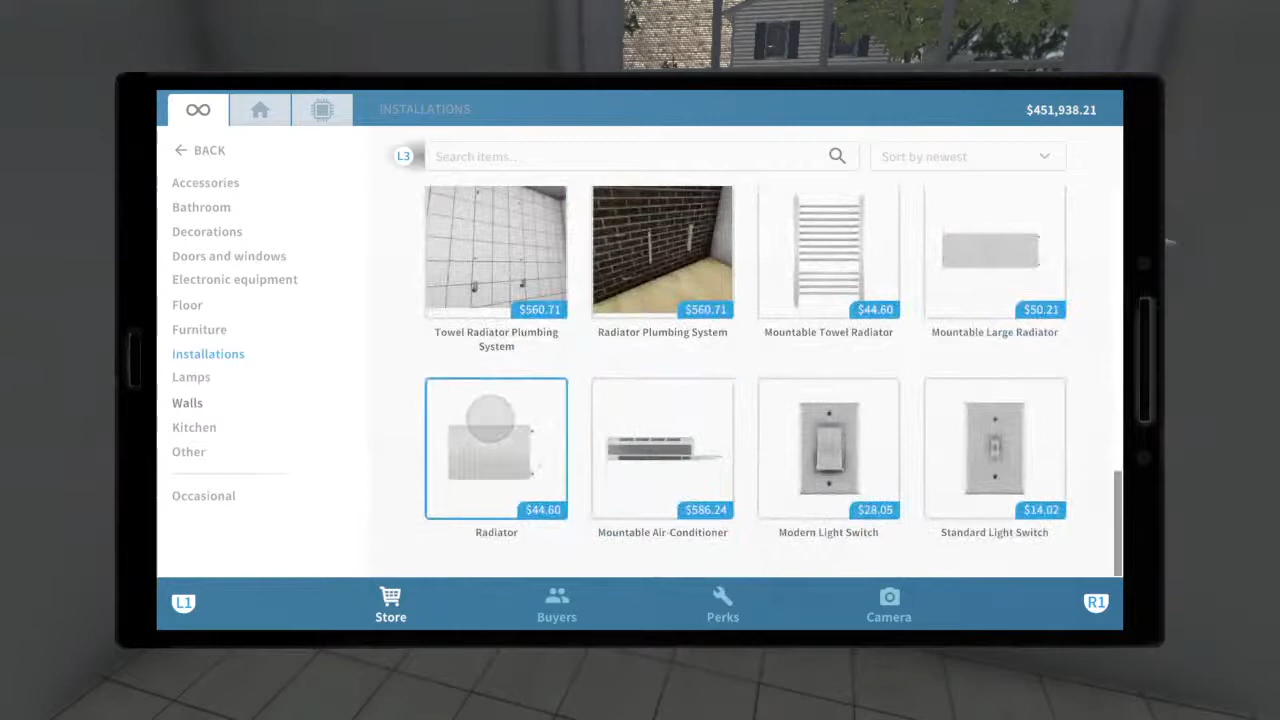 INSTALLATIONS
$451,938.21
BACK
L3
Search items...
Sort by newest
Accessories
Bathroom
Decorations
Doors and windows
Electronic equipment
Floor
Furniture
Installations
Lamps
Walls
Kitchen
Other
Occasional
$560.71
$560.71
$44.60
$50.21
Towel Radiator Plumbing
System
Radiator Plumbing System
Mountable Towel Radiator
Mountable Large Radiator
$44.60
$586.24
$28.05
$14.02
Radiator
Mountable Air-Conditioner
Modern Light Switch
Standard Light Switch
L1
Store
Buyers
Perks
Camera
R1